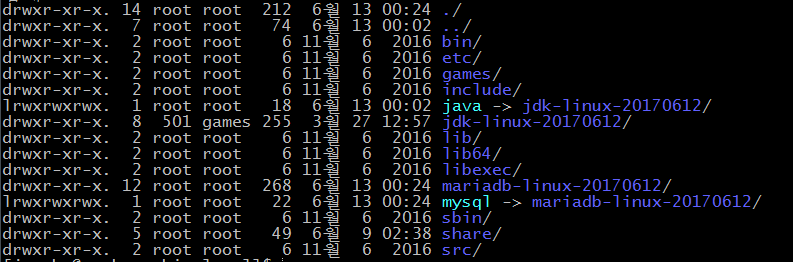 drwxr-xr-x. 14 root root 212 6월 13 00:24 ./
drwxr-xr-x. 7 root root 74 6월 13 00:02 ../
drwxr-xr-x. 2 root root 6 11월 6 2016 bin/
drwxr-xr-x. 2 root root 6 11월 6 2016 etc/
drwxr-xr-x. 2 root root 6 11월 6 2016 games/
drwxr-xr-x. 2 root root 6 11월 6 2016 include/
lrwxrwxrwx. 1 root root 18 6월 13 00:02 java -> jdk-linux-20170612/
drwxr-xr-x. 8 501 games 255 3월 27 12:57 jdk-linux-20170612/
drwxr-xr-x. 2 root root 6 11월 6 2016 lib/
drwxr-xr-x. 2 root root 6 11월 6 2016 lib64/
drwxr-xr-x. 2 root root 6 11월 6 2016 libexec/
drwxr-xr-x. 12 root root 268 6월 13 00:24 mariadb-linux-20170612/
lrwxrwxrwx. 1 root root 22 6월 13 00:24 mysql -> mariadb-linux-20170612/
drwxr-xr-x. 2 root root 6 11월 6 2016 sbin/
drwxr-xr-x. 5 root root 49 6월 9 02:38 share/
drwxr-xr-x. 2 root root 6 11월 6 2016 src/